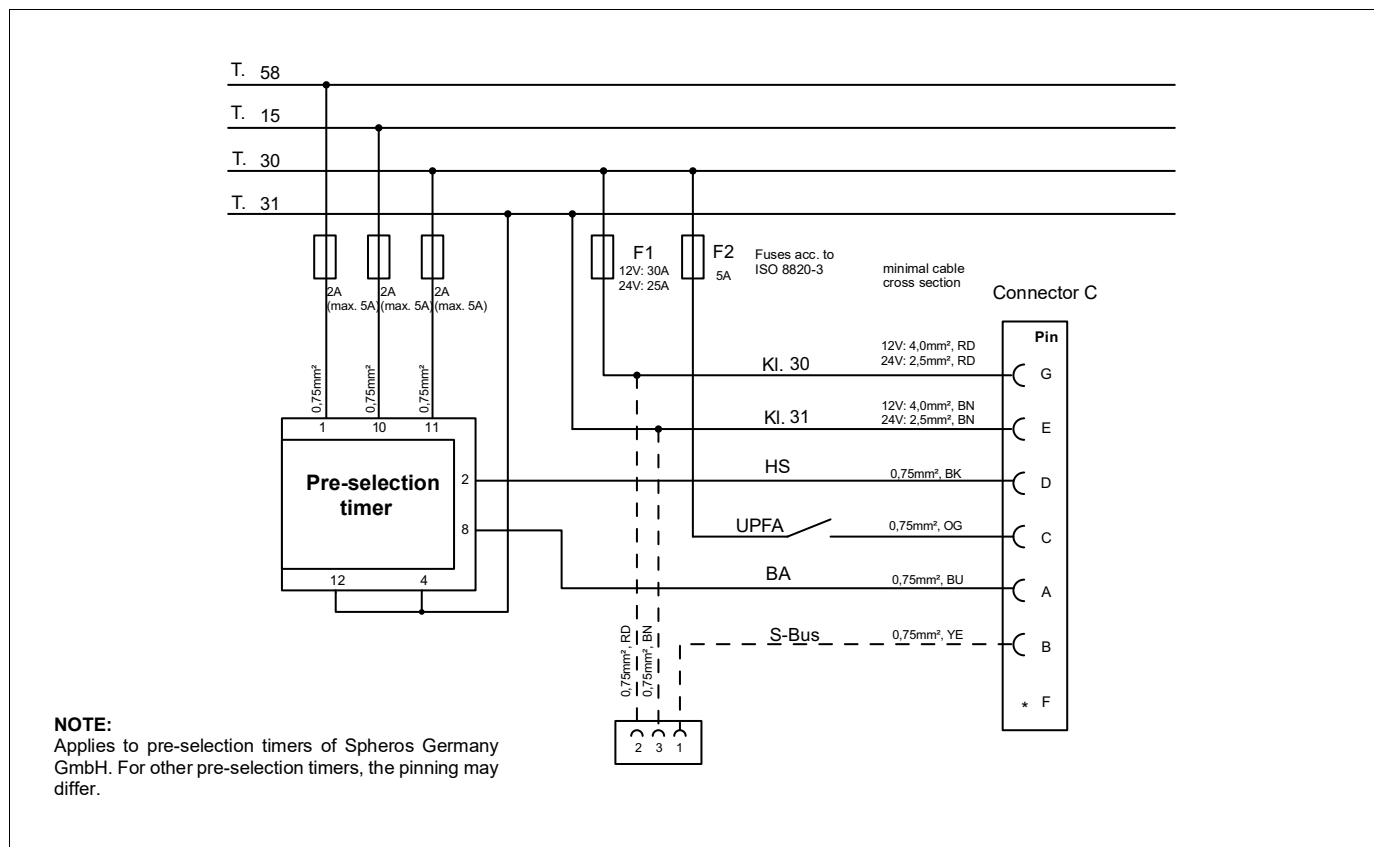 T. 58
T. 15
T. 30
T. 31
F1
12V: 30A
24V: 25A
F2
5A
Fuses acc. to
ISO 8820-3
minimal cable
cross section
Connector C
2A
(max. 5A)
2A
(max. 5A)
2A
(max. 5A)
0,75mm²
0,75mm²
0,75mm²
1 10 11
Pre-selection
timer
2
8
12 4
Pin
Kl. 30
12V: 4,0mm², RD
24V: 2,5mm², RD
G
Kl. 31
12V: 4,0mm², BN
24V: 2,5mm², BN
E
HS
0,75mm², BK
D
UPFA
0,75mm², OG
C
BA
0,75mm², BU
A
S-Bus
0,75mm², YE
B
* F
0,75mm², RD
0,75mm², BN
2 3 1
NOTE:
Applies to pre-selection timers of Spheros Germany
GmbH. For other pre-selection timers, the pinning may
differ.